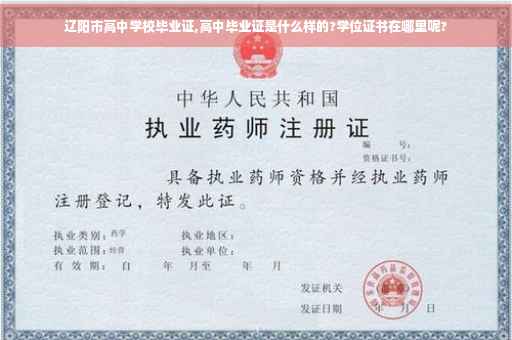 辽阳市高中学校毕业证,高中毕业证是什么样的?学位证书在哪里呢?
中华人民共和国
执业药师注册证
编 号:
资格证书号:
具备执业药师资格并经执业药师
注册登记，特发此证。
执业类别: 药学 执业地区:
执业范围: 经营 执业单位:
有 效 期: 自 年 月至 年 月
发证机关
发证日期 年 月 日